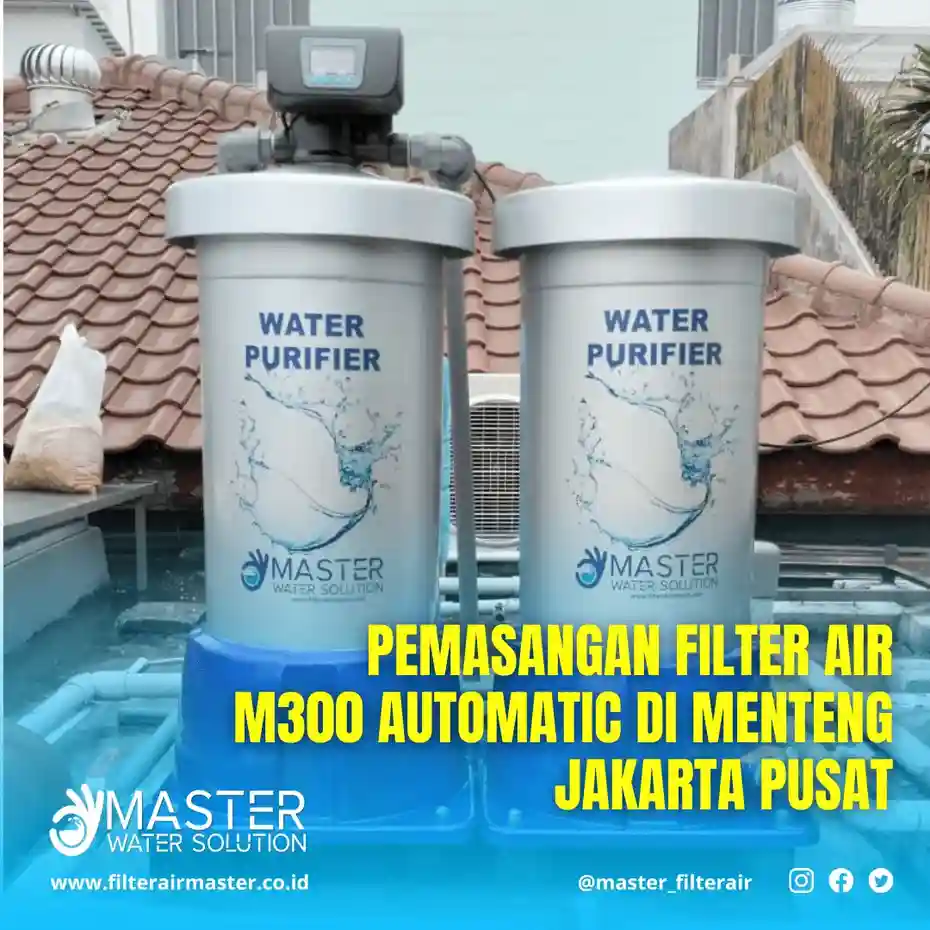 WATER
PURIFIER
MASTER
WATER SOLUTION
WATER
PURIFIER
MASTER
WATER SOLUTION
PEMASANGAN FILTER AIR
M300 AUTOMATIC DI MENTENG
JAKARTA PUSAT
MASTER
WATER SOLUTION
www.filterairmaster.co.id
@master_filterair